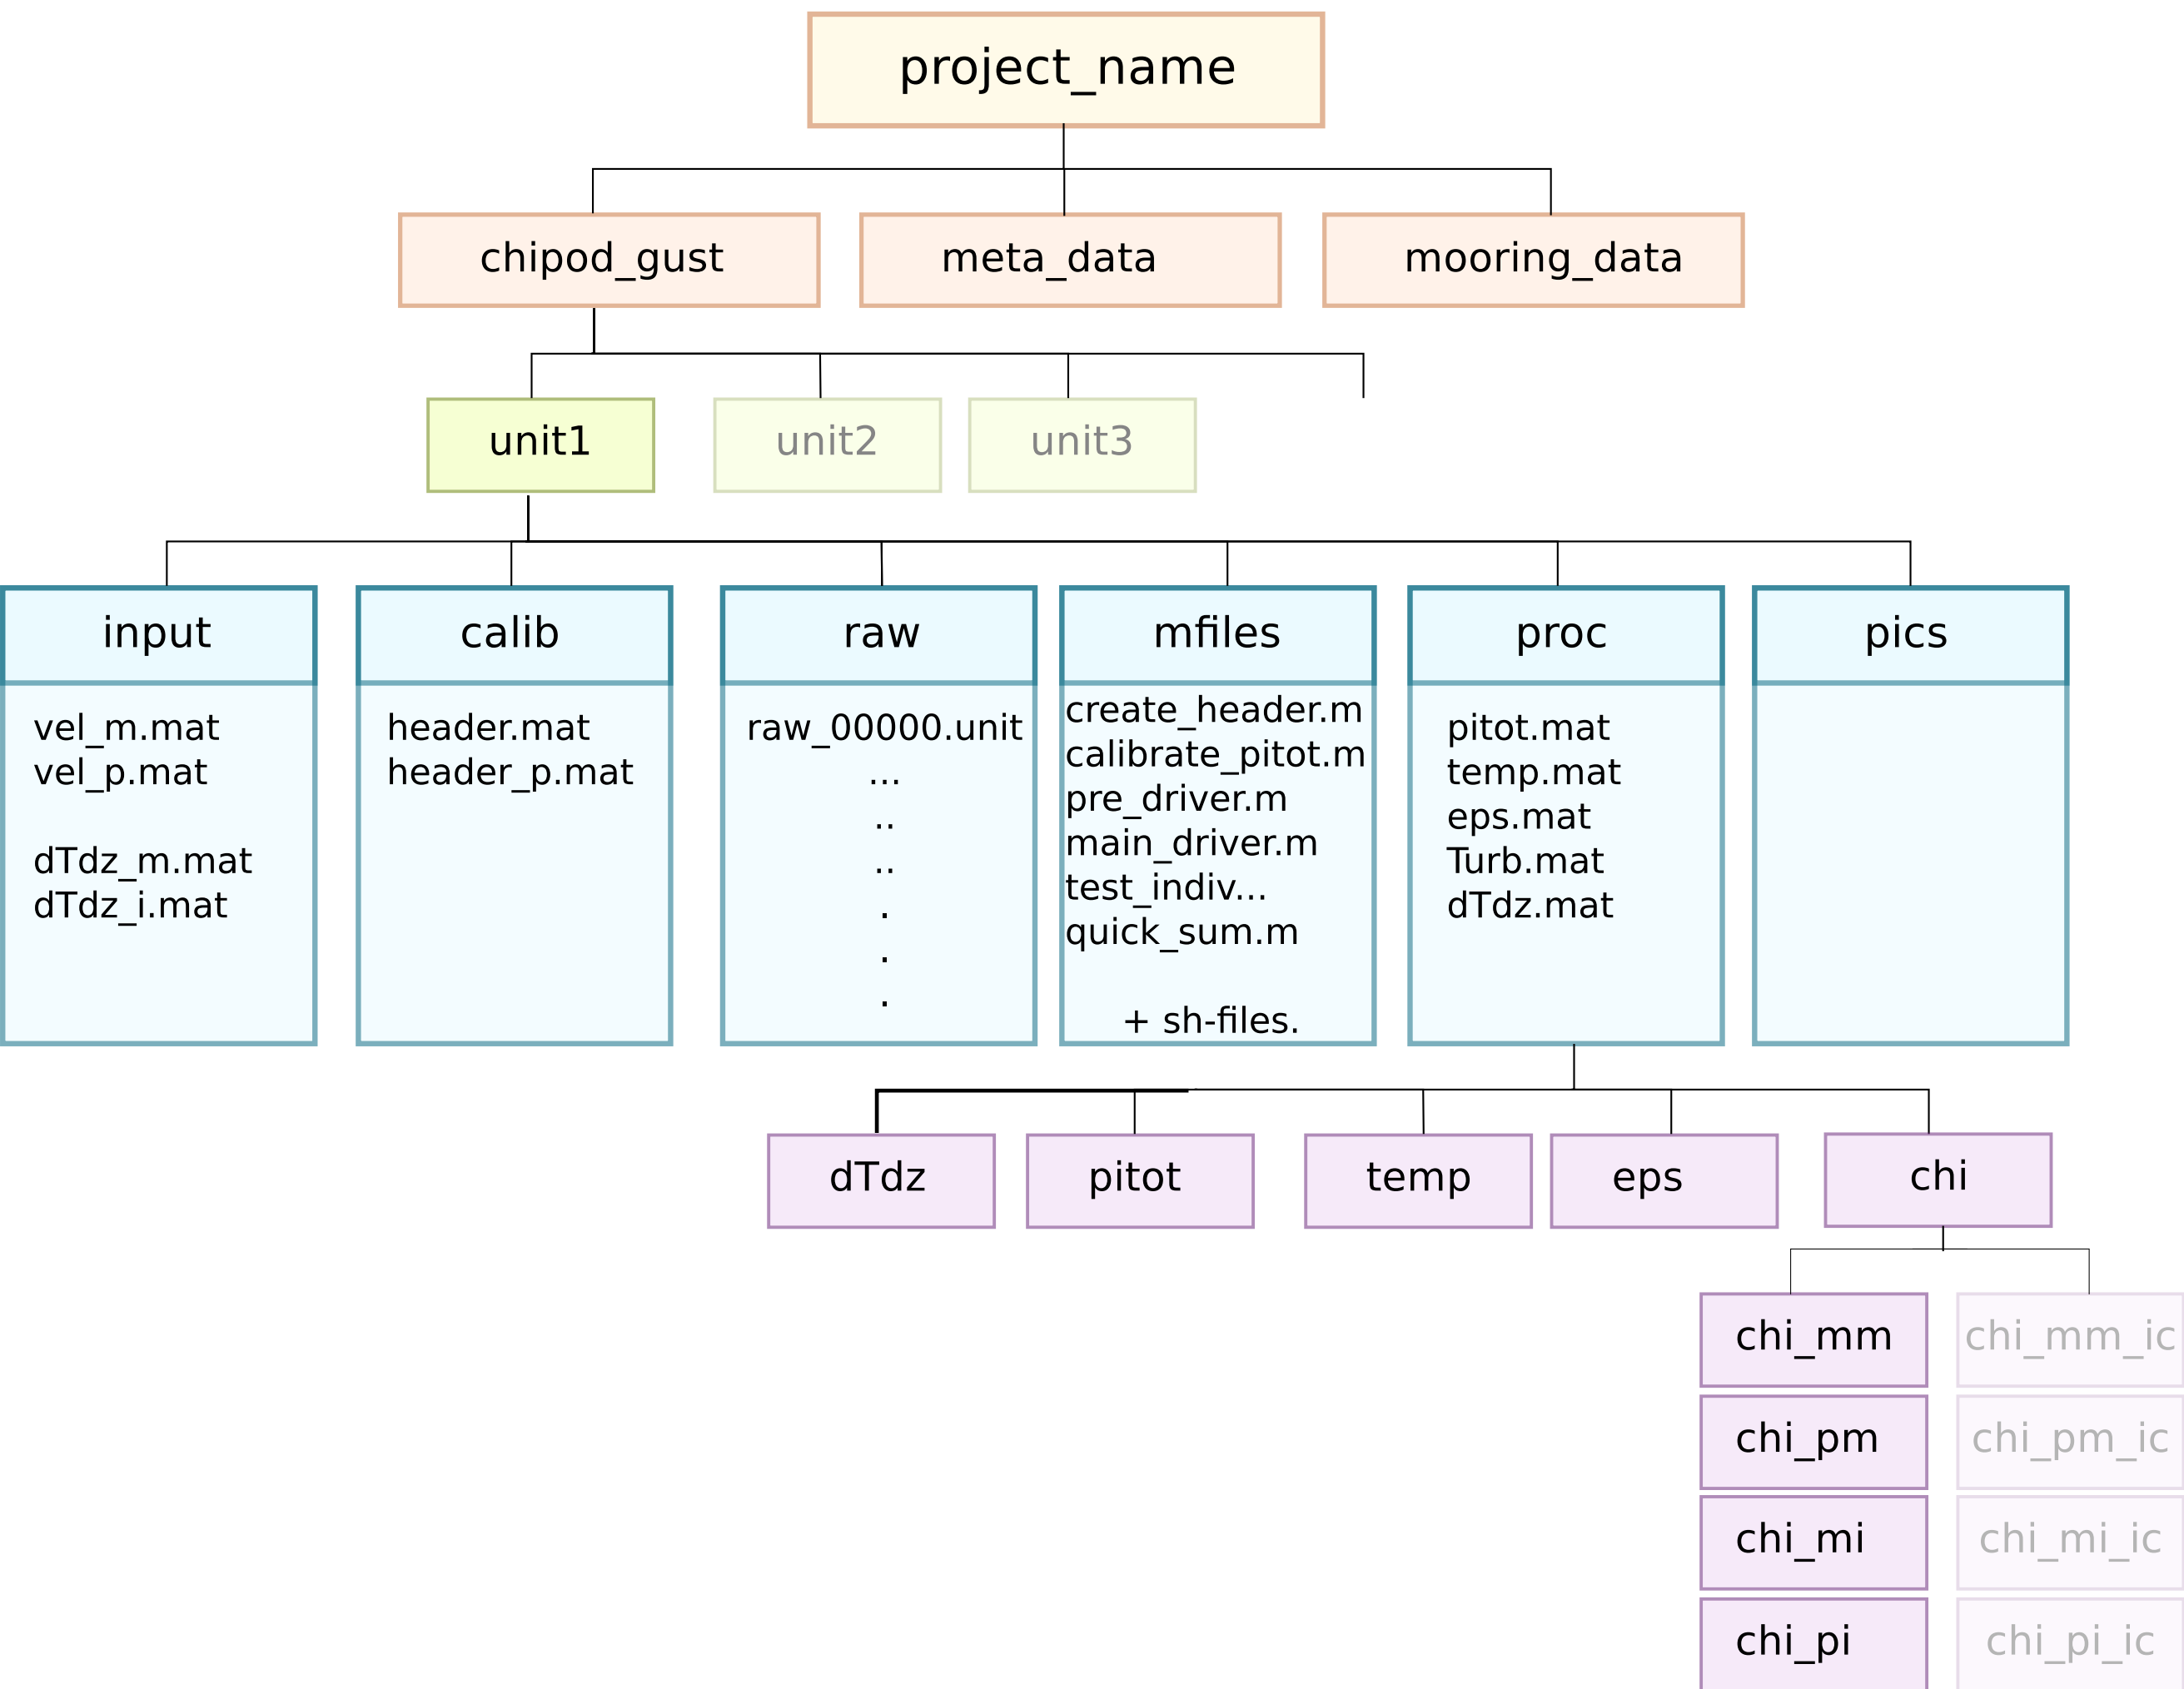 project_name
chipod_gust
meta_data
mooring_data
unit1
unit2
unit3
input
vel_m.mat
vel_p.mat
dTdz_m.mat
dTdz_i.mat
calib
header.mat
header_p.mat
raw
raw_00000.unit
...
..
..
.
.
.
mfiles
create_header.m
calibrate_pitot.m
pre_driver.m
main_driver.m
test_indiv...
quick_sum.m
+ sh-files.
proc
pitot.mat
temp.mat
eps.mat
Turb.mat
dTdz.mat
pics
dTdz
pitot
temp
eps
chi
chi_mm
chi_mm_ic
chi_pm
chi_pm_ic
chi_mi
chi_mi_ic
chi_pi
chi_pi_ic